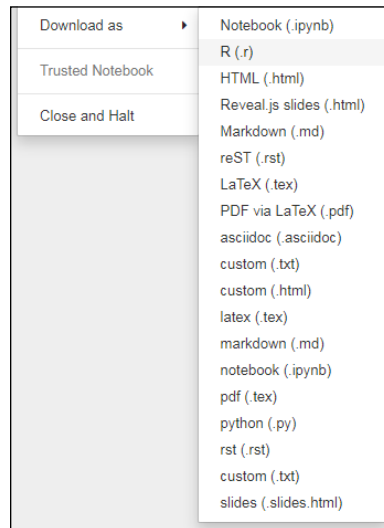 Download as
Trusted Notebook
Close and Halt
Notebook (.ipynb)
R (.r)
HTML (.html)
Reveal.js slides (.html)
Markdown (.md)
reST (.rst)
LaTeX (.tex)
PDF via LaTeX (.pdf)
asciidoc (.asciidoc)
custom (.txt)
custom (.html)
latex (.tex)
markdown (.md)
notebook (.ipynb)
pdf (.tex)
python (.py)
rst (.rst)
custom (.txt)
slides (.slides.html)